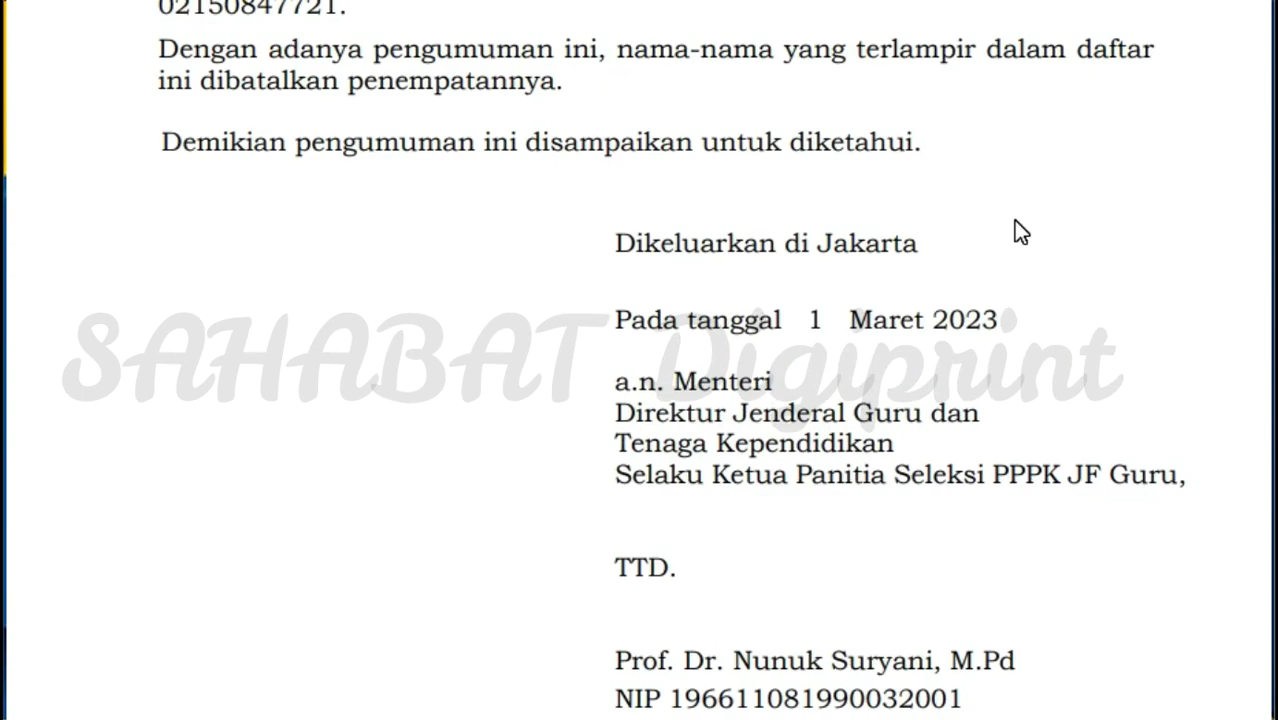 02150847721.
Dengan adanya pengumuman ini, nama-nama yang terlampir dalam daftar
ini dibatalkan penempatannya.
Demikian pengumuman ini disampaikan untuk diketahui.
Dikeluarkan di Jakarta
Pada tanggal 1 Maret 2023
SAHABAT Digiprint
a.n. Menteri
Direktur Jenderal Guru dan
Tenaga Kependidikan
Selaku Ketua Panitia Seleksi PPPK JF Guru,
TTD.
Prof. Dr. Nunuk Suryani, M.Pd
NIP 196611081990032001